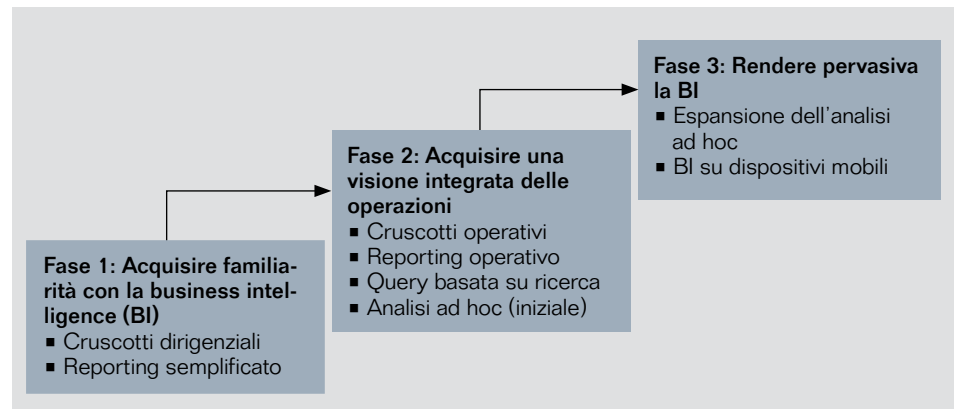 Fase 1: Acquisire familia-
rità con la business intel-
ligence (BI)
■ Cruscotti dirigenziali
■ Reporting semplificato
Fase 2: Acquisire una
visione integrata delle
operazioni
■ Cruscotti operativi
■ Reporting operativo
■ Query basata su ricerca
■ Analisi ad hoc (iniziale)
Fase 3: Rendere pervasiva
la BI
■ Espansione dell'analisi
ad hoc
■ BI su dispositivi mobili